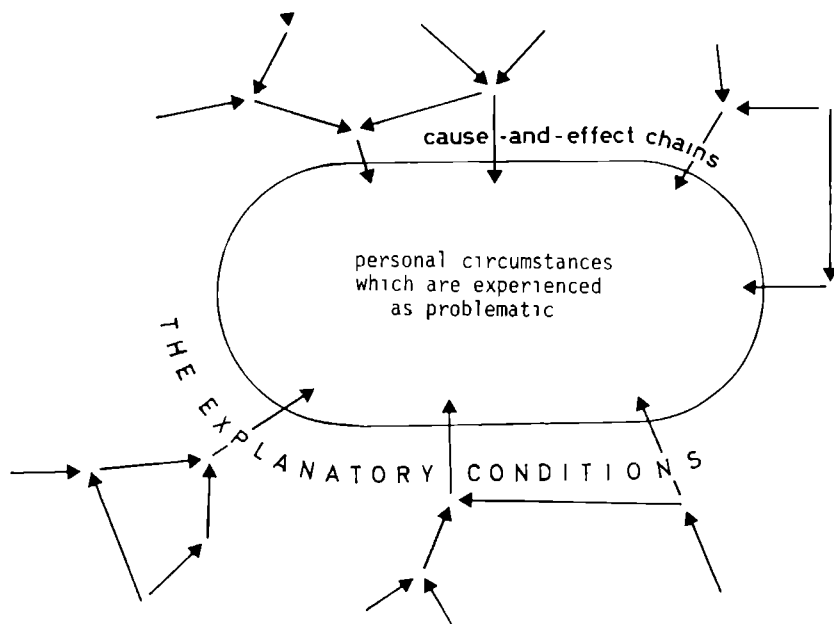 cause-and-effect chains
personal circumstances
which are experienced
as problematic
THE EXPLANATORY CONDITIONS